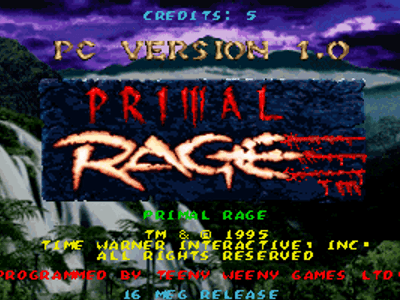 CREDITS: 5
PC VERSION 1.0
PRIMAL
RAGE
PRIMAL RAGE
TM & © 1995
TIME WARNER INTERACTIVE, INC.
ALL RIGHTS RESERVED
PROGRAMMED BY TEENY WEENY GAMES LTD
16 MEG RELEASE